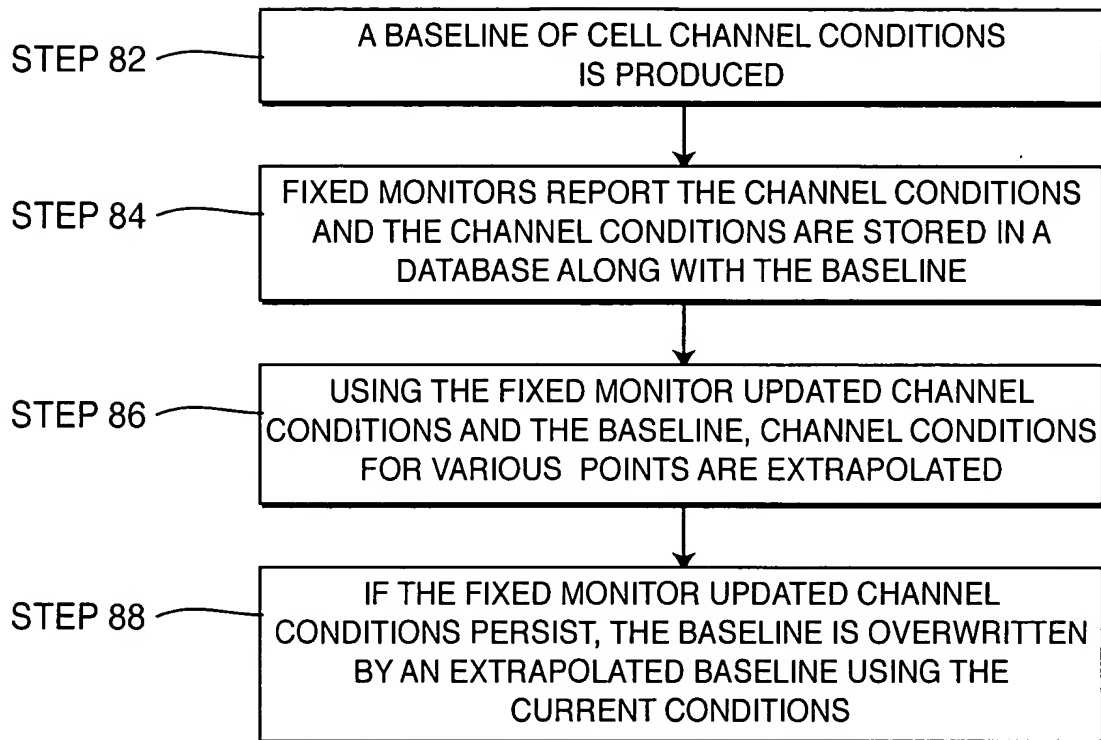 STEP 82
A BASELINE OF CELL CHANNEL CONDITIONS
IS PRODUCED
STEP 84
FIXED MONITORS REPORT THE CHANNEL CONDITIONS
AND THE CHANNEL CONDITIONS ARE STORED IN A
DATABASE ALONG WITH THE BASELINE
STEP 86
USING THE FIXED MONITOR UPDATED CHANNEL
CONDITIONS AND THE BASELINE, CHANNEL CONDITIONS
FOR VARIOUS POINTS ARE EXTRAPOLATED
STEP 88
IF THE FIXED MONITOR UPDATED CHANNEL
CONDITIONS PERSIST, THE BASELINE IS OVERWRITTEN
BY AN EXTRAPOLATED BASELINE USING THE
CURRENT CONDITIONS